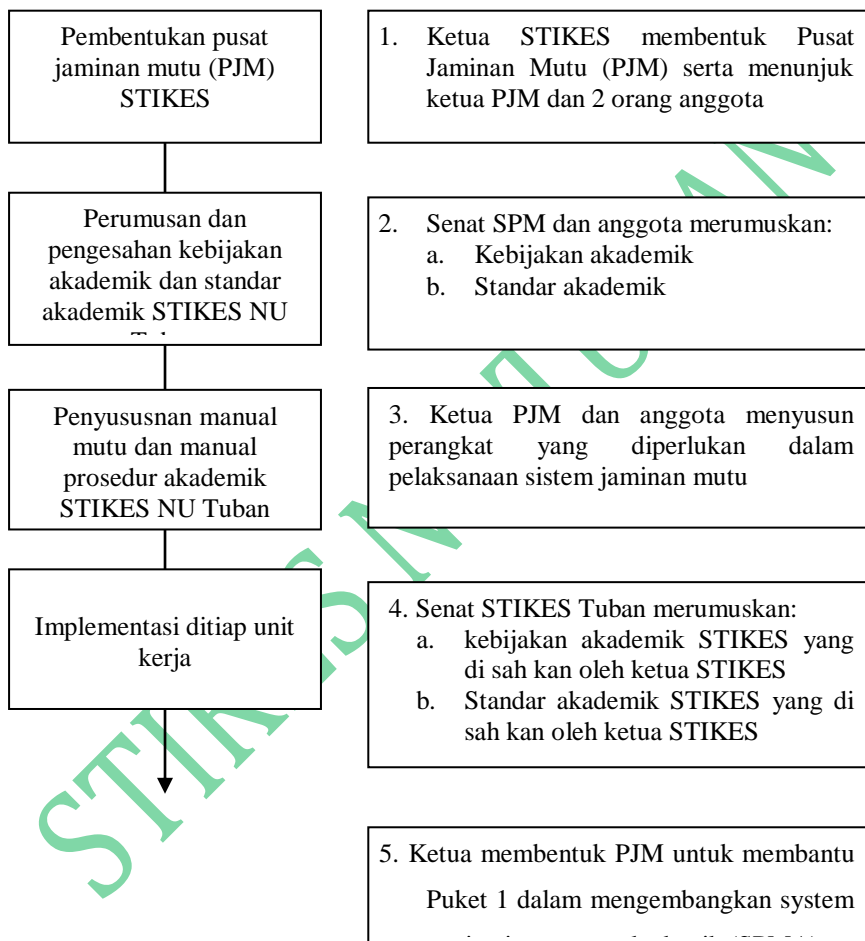 Pembentukan pusat
jaminan mutu (PJM)
STIKES
1. Ketua STIKES membentuk Pusat
Jaminan Mutu (PJM) serta menunjuk
ketua PJM dan 2 orang anggota
Perumusan dan
pengesahan kebijakan
akademik dan standar
akademik STIKES NU
2. Senat SPM dan anggota merumuskan:
a. Kebijakan akademik
b. Standar akademik
Penyususnan manual
mutu dan manual
prosedur akademik
STIKES NU Tuban
3. Ketua PJM dan anggota menyusun
perangkat yang diperlukan dalam
pelaksanaan sistem jaminan mutu
Implementasi ditiap unit
kerja
4. Senat STIKES Tuban merumuskan:
a. kebijakan akademik STIKES yang
di sah kan oleh ketua STIKES
b. Standar akademik STIKES yang di
sah kan oleh ketua STIKES
5. Ketua membentuk PJM untuk membantu
Puket 1 dalam mengembangkan system
STIKES N